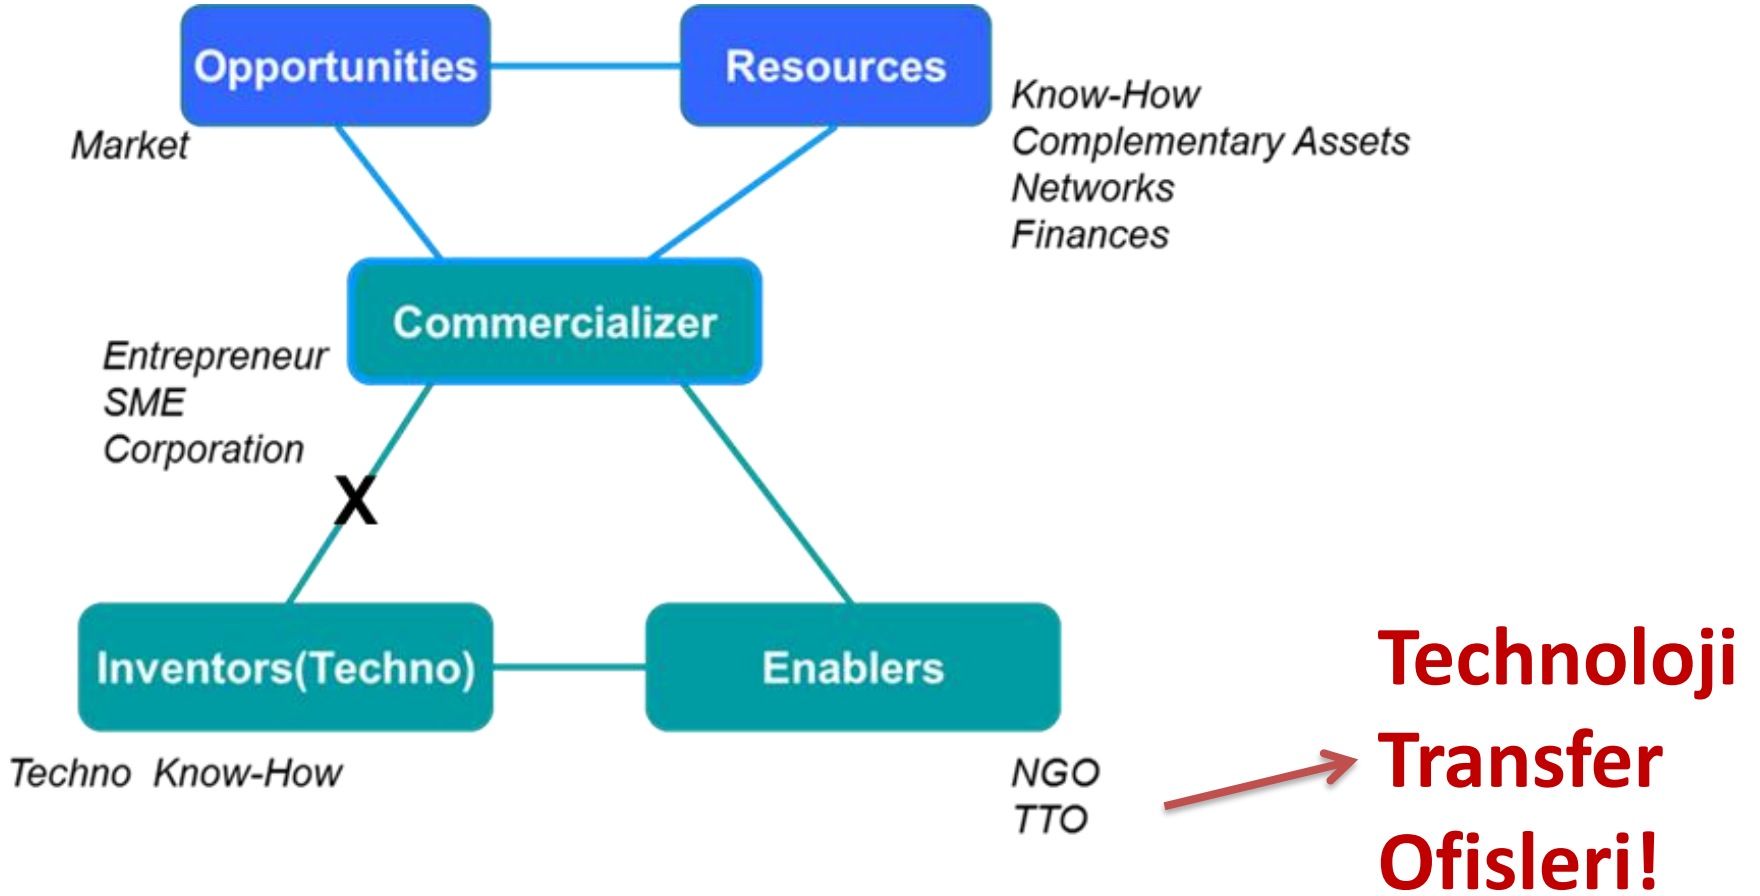 Opportunities
Resources
Market
Know-How
Complementary Assets
Networks
Finances
Commercializer
Entrepreneur
SME
Corporation
X
Inventors(Techno)
Enablers
Techno Know-How
NGO
TTO
Technoloji
Transfer
Ofisleri!